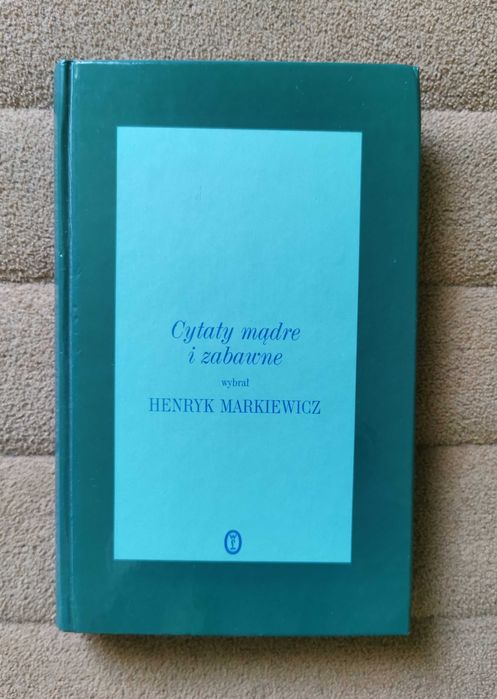 Cytaty mądre
i zabawne
wybrał
HENRYK MARKIEWICZ